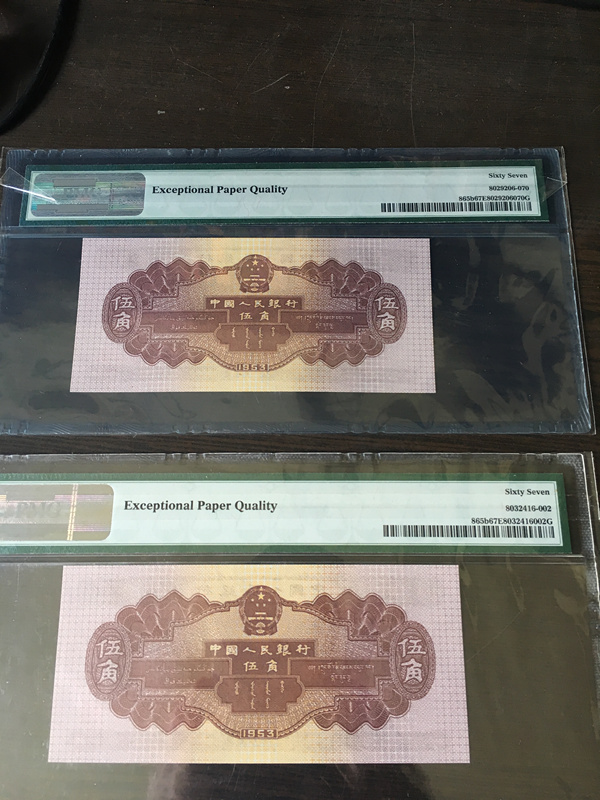 Exceptional Paper Quality
Sixty Seven
8029206-070
865b67E8029206070G
中國人民銀行
伍角
伍角
伍角
1953
PMG
Exceptional Paper Quality
Sixty Seven
8032416-002
865b67E8032416002G
中國人民銀行
伍角
伍角
伍角
1953